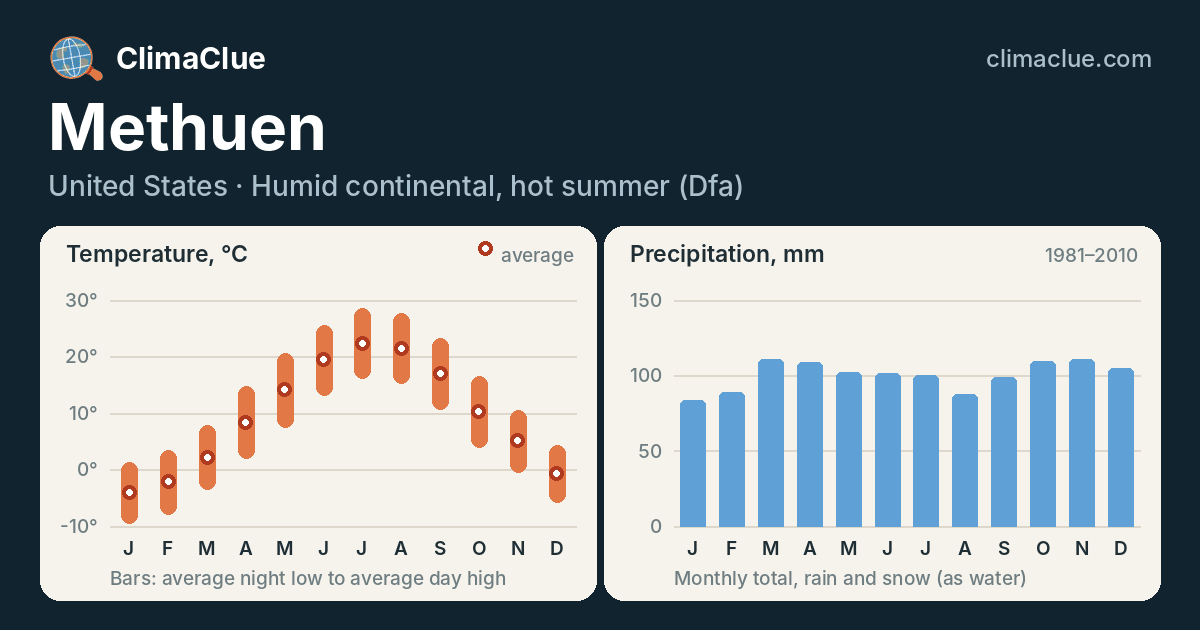 ClimaClue
climaclue.com
Methuen
United States · Humid continental, hot summer (Dfa)
Temperature, °C
average
30°
20°
10°
0°
-10°
J F M A M J J A S O N D
Bars: average night low to average day high
Precipitation, mm
1981–2010
150
100
50
0
J F M A M J J A S O N D
Monthly total, rain and snow (as water)